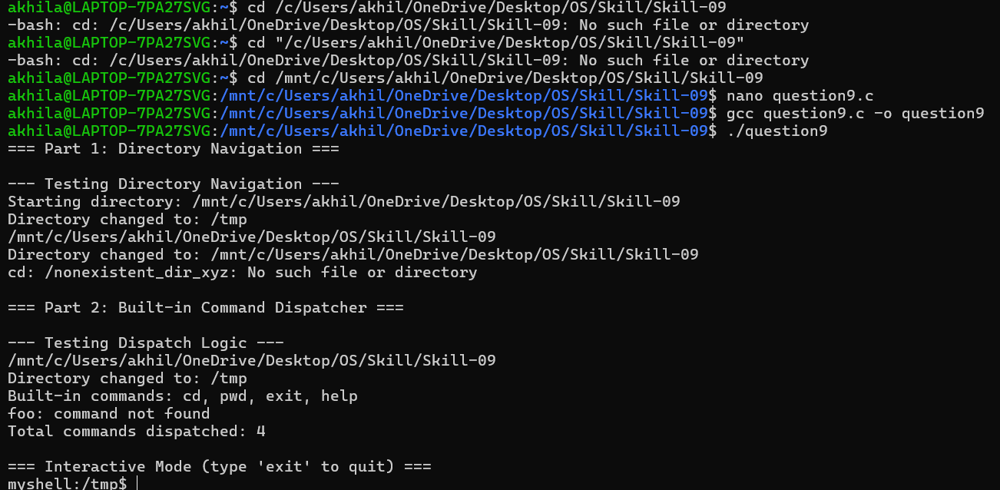 akhila@LAPTOP-7PA27SVG:~$ cd /c/Users/akhil/OneDrive/Desktop/OS/Skill/Skill-09
-bash: cd: /c/Users/akhil/OneDrive/Desktop/OS/Skill/Skill-09: No such file or directory
akhila@LAPTOP-7PA27SVG:~$ cd "/c/Users/akhil/OneDrive/Desktop/OS/Skill/Skill-09"
-bash: cd: /c/Users/akhil/OneDrive/Desktop/OS/Skill/Skill-09: No such file or directory
akhila@LAPTOP-7PA27SVG:~$ cd /mnt/c/Users/akhil/OneDrive/Desktop/OS/Skill/Skill-09
akhila@LAPTOP-7PA27SVG:/mnt/c/Users/akhil/OneDrive/Desktop/OS/Skill/Skill-09$ nano question9.c
akhila@LAPTOP-7PA27SVG:/mnt/c/Users/akhil/OneDrive/Desktop/OS/Skill/Skill-09$ gcc question9.c -o question9
akhila@LAPTOP-7PA27SVG:/mnt/c/Users/akhil/OneDrive/Desktop/OS/Skill/Skill-09$ ./question9
=== Part 1: Directory Navigation ===

--- Testing Directory Navigation ---
Starting directory: /mnt/c/Users/akhil/OneDrive/Desktop/OS/Skill/Skill-09
Directory changed to: /tmp
/mnt/c/Users/akhil/OneDrive/Desktop/OS/Skill/Skill-09
Directory changed to: /mnt/c/Users/akhil/OneDrive/Desktop/OS/Skill/Skill-09
cd: /nonexistent_dir_xyz: No such file or directory

=== Part 2: Built-in Command Dispatcher ===

--- Testing Dispatch Logic ---
/mnt/c/Users/akhil/OneDrive/Desktop/OS/Skill/Skill-09
Directory changed to: /tmp
Built-in commands: cd, pwd, exit, help
foo: command not found
Total commands dispatched: 4

=== Interactive Mode (type 'exit' to quit) ===
myshell:/tmp$